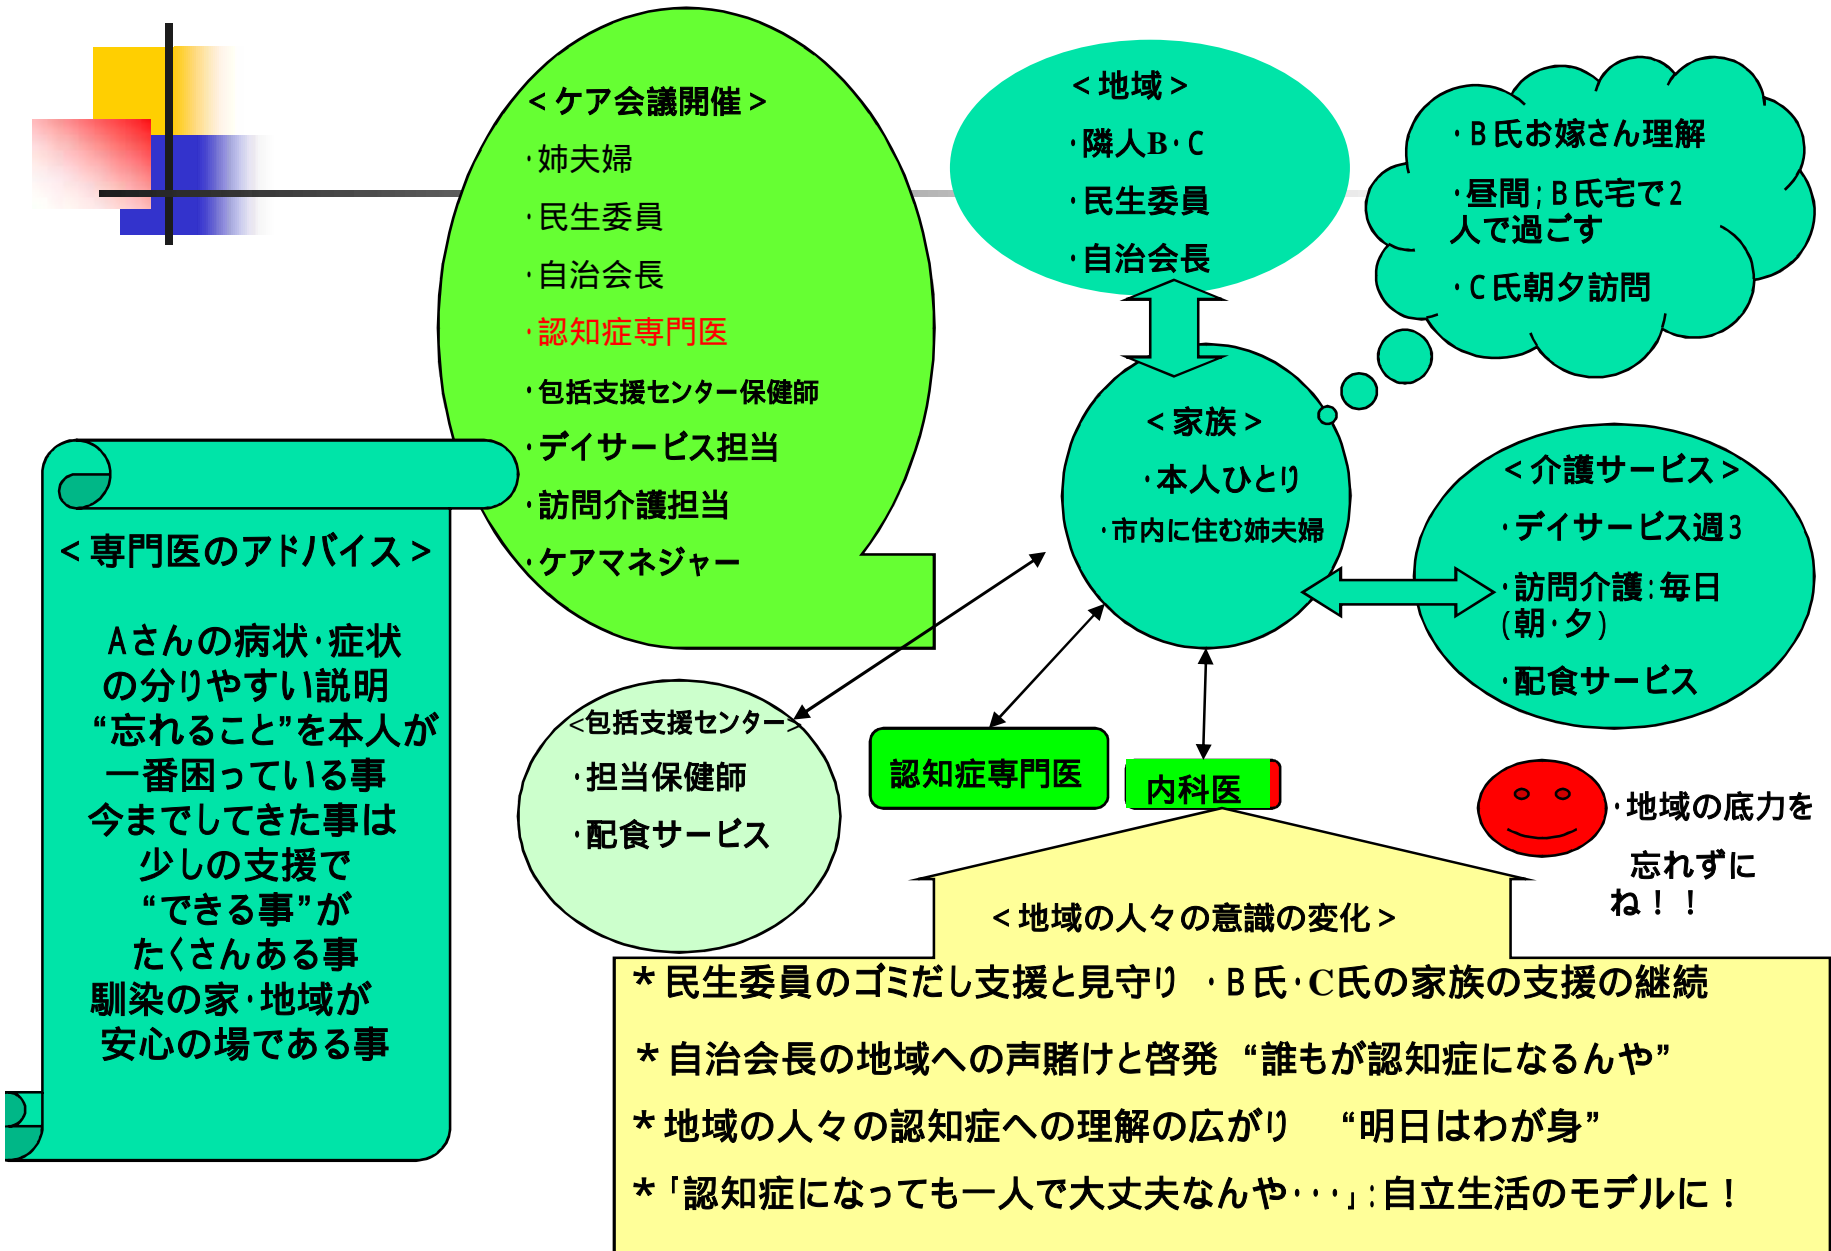 ＜ケア会議開催＞
・姉夫婦
・民生委員
・自治会長
・認知症専門医
・包括支援センター保健師
・デイサービス担当
・訪問介護担当
・ケアマネジャー
＜地域＞
・隣人B・C
・民生委員
・自治会長
・B氏お嫁さん理解
・昼間；B氏宅で2
人で過ごす
・C氏朝夕訪問
＜家族＞
・本人ひとり
・市内に住む姉夫婦
＜介護サービス＞
・デイサービス週3
・訪問介護：毎日
（朝・夕）
・配食サービス
＜専門医のアドバイス＞
Aさんの病状・症状
の分りやすい説明
“忘れること”を本人が
一番困っている事
今までしてきた事は
少しの支援で
“できる事”が
たくさんある事
馴染の家・地域が
安心の場である事
<包括支援センター>
・担当保健師
・配食サービス
認知症専門医
内科医
・地域の底力を
忘れずに
ね！！
＜地域の人々の意識の変化＞
＊民生委員のゴミだし支援と見守り ・B氏・C氏の家族の支援の継続
＊自治会長の地域への声賭けと啓発 “誰もが認知症になるんや”
＊地域の人々の認知症への理解の広がり “明日はわが身”
＊「認知症になっても一人で大丈夫なんや・・・」：自立生活のモデルに！